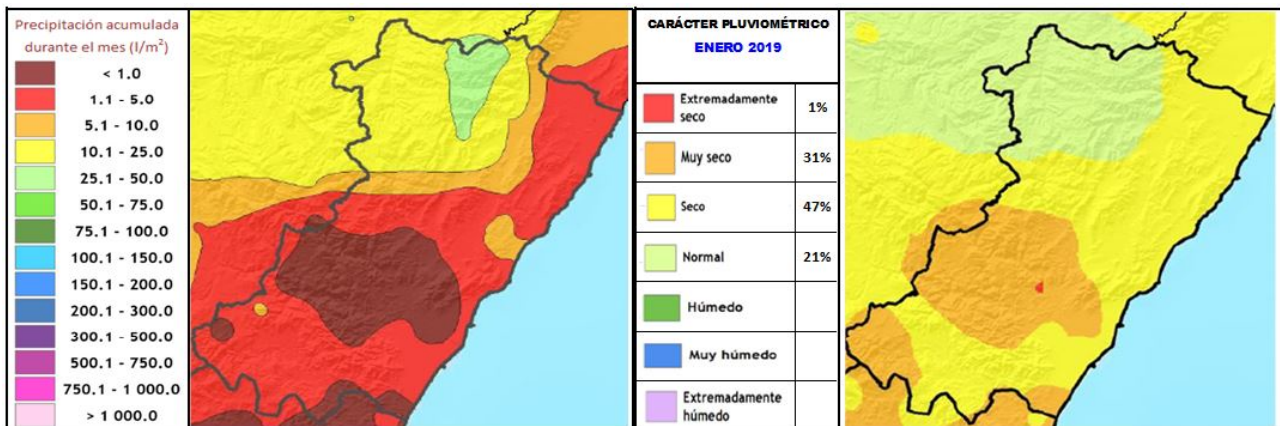 Precipitación acumulada
durante el mes (l/m²)
< 1.0
1.1 - 5.0
5.1 - 10.0
10.1 - 25.0
25.1 - 50.0
50.1 - 75.0
75.1 - 100.0
100.1 - 150.0
150.1 - 200.0
200.1 - 300.0
300.1 - 500.0
500.1 - 750.0
750.1 - 1 000.0
> 1 000.0
CARÁCTER PLUVIOMÉTRICO
ENERO 2019
Extremadamente 1%
seco
Muy seco 31%
Seco 47%
Normal 21%
Húmedo
Muy húmedo
Extremadamente
húmedo